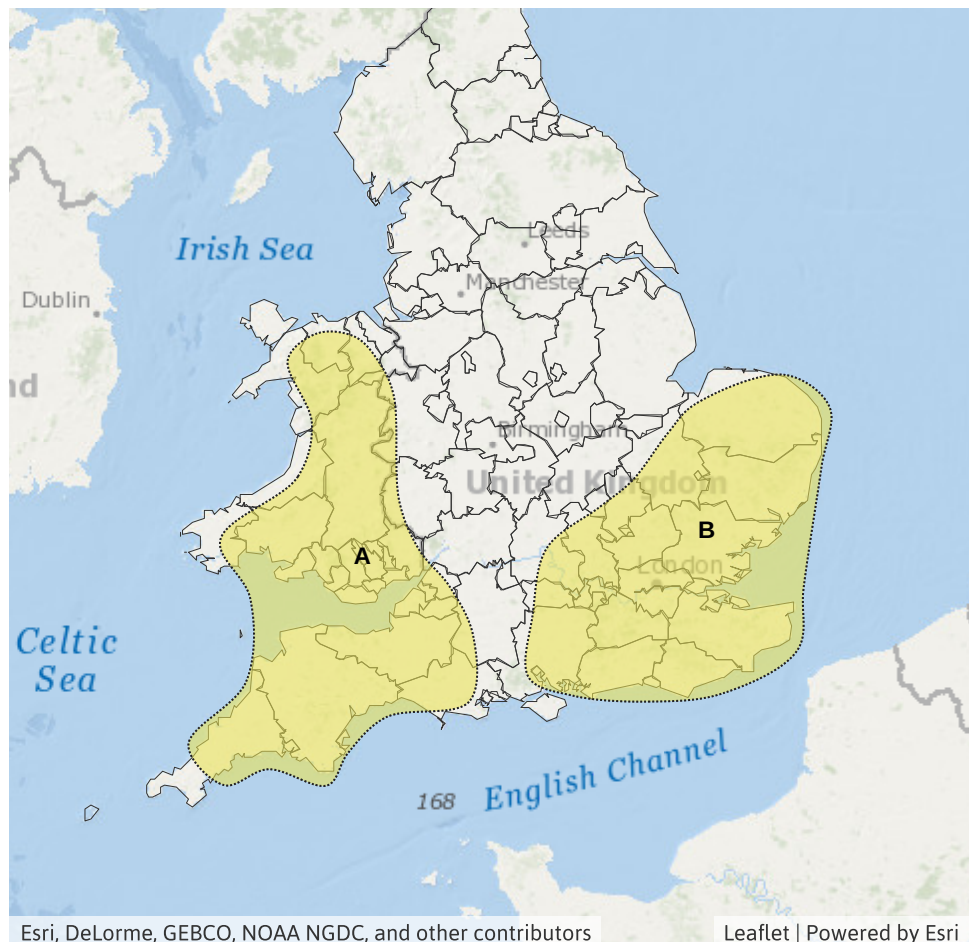 Leeds
Irish Sea
Manchester
Dublin
nd
Birmingham
United Kingdom
B
A
London
Celtic
Sea
English Channel
168
Esri, DeLorme, GEBCO, NOAA NGDC, and other contributors
Leaflet | Powered by Esri